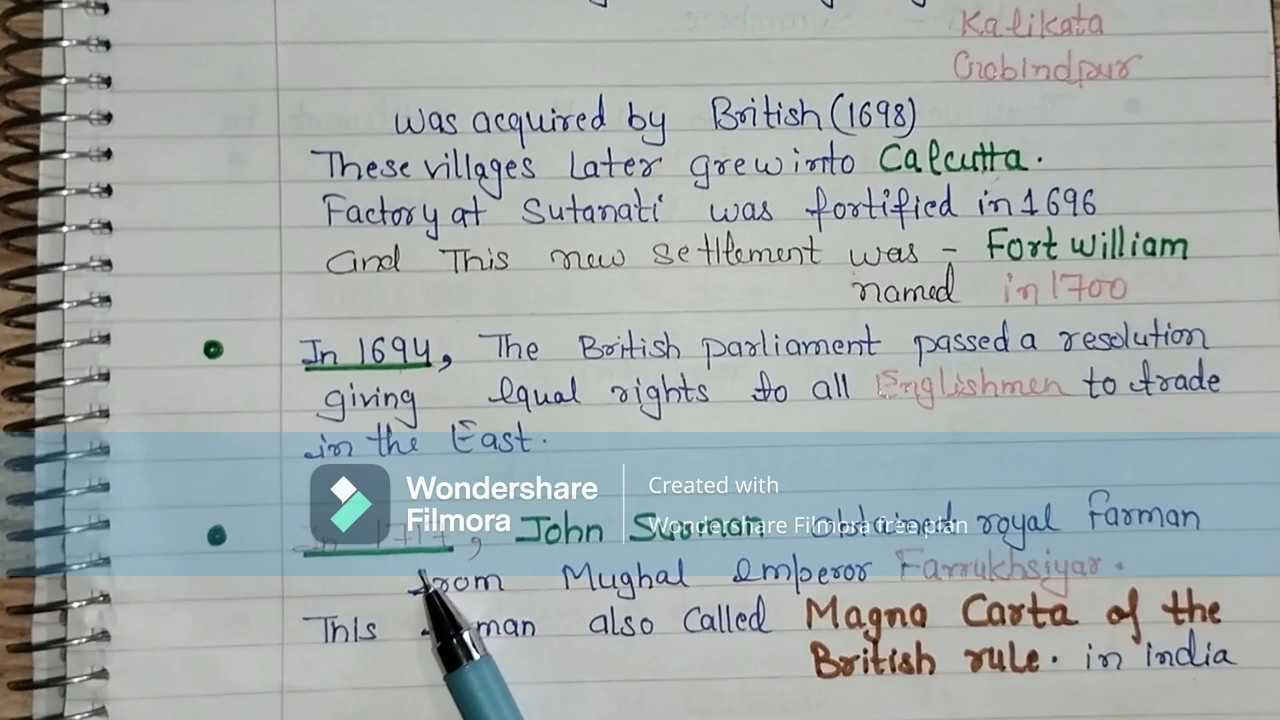 Kalikata
Gobindpur
was acquired by British (1698)
These villages Later grew into Calcutta.
Factory at Sutanati was fortified in 1696
and This new settlement was - Fort william
named in 1700
In 1694, The British parliament passed a resolution
giving equal rights to all Englishmen to trade
in the East.
Wondershare
Filmora
Created with
Wondershare Filmora free plan
John Surman obtained royal farman
from Mughal emperor Farrukhsiyar.
This man also called Magna Carta of the
British rule. in india